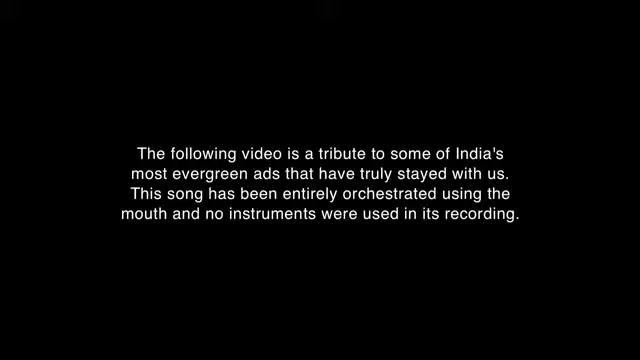 The following video is a tribute to some of India's
most evergreen ads that have truly stayed with us.
This song has been entirely orchestrated using the
mouth and no instruments were used in its recording.